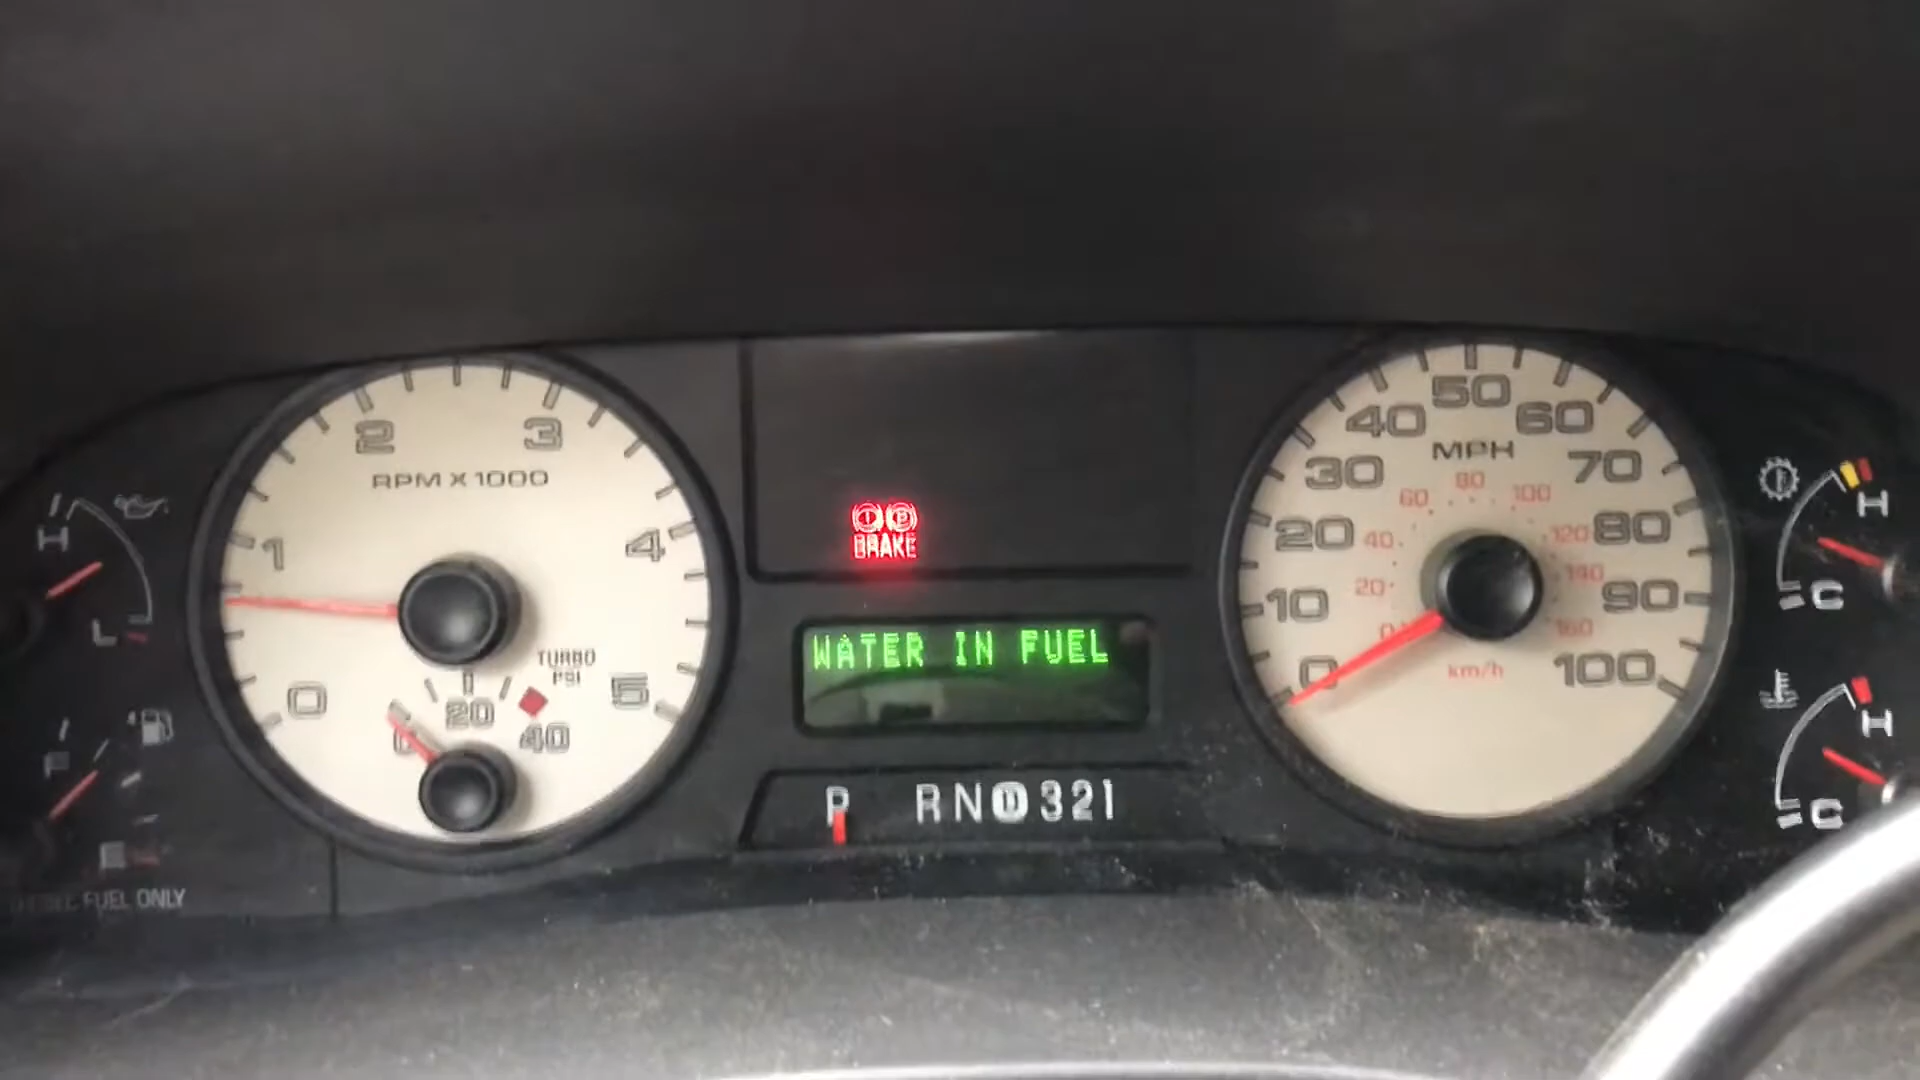 2 3
RPM X 1000
1 4
TURBO
PSI
0 20 40 5
H
L
F
E
FUEL ONLY
BRAKE
P
WATER IN FUEL
P R N D 3 2 1
50
40 60
MPH
30 70
80
60 100
20 40 120 80
20 140
10 90
160
km/h
0 100
H
C
H
C